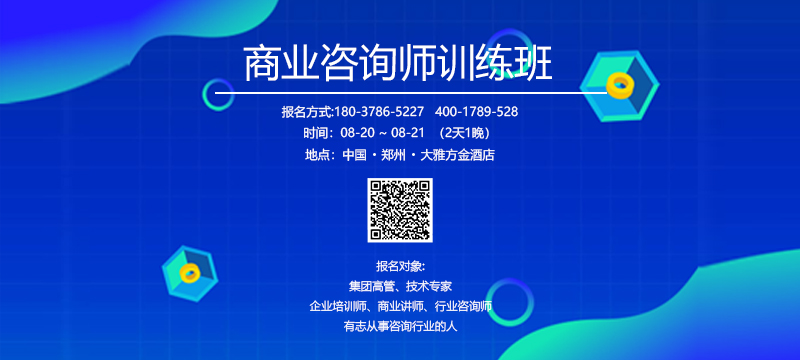 商业咨询师训练班
报名方式:180-3786-5227 400-1789-528
时间：08-20 ~ 08-21 （2天1晚）
地点：中国·郑州·大雅方金酒店
报名对象:
集团高管、技术专家
企业培训师、商业讲师、行业咨询师
有志从事咨询行业的人